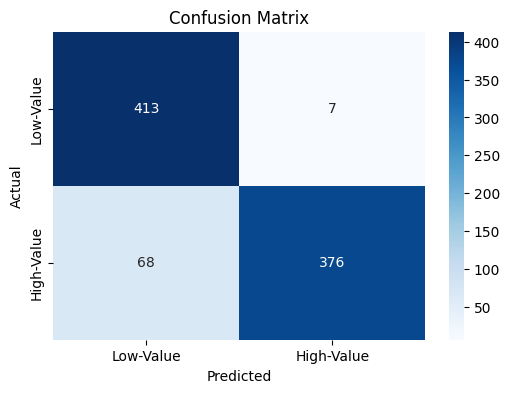 Confusion Matrix
Low-Value
High-Value
Actual
413
7
68
376
Low-Value
High-Value
Predicted
400
350
300
250
200
150
100
50